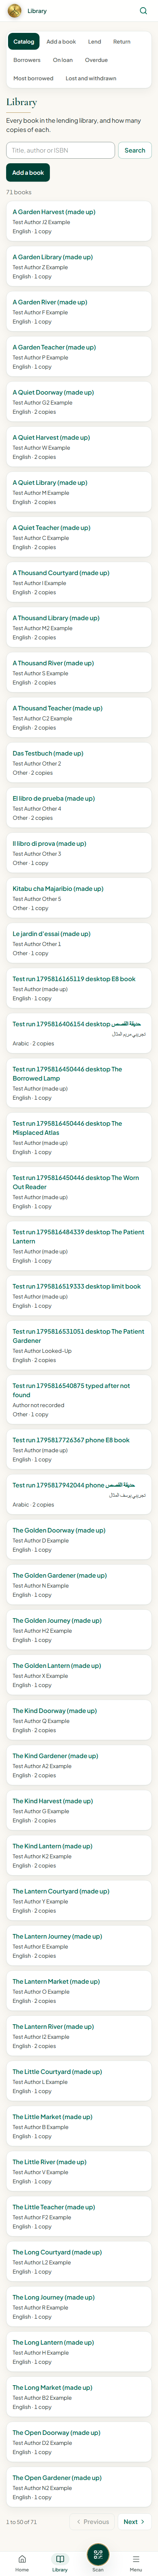 Library
Catalog
Add a book
Lend
Return
Borrowers
On loan
Overdue
Most borrowed
Lost and withdrawn
Library
Every book in the lending library, and how many
copies of each.
Title, author or ISBN
Search
Add a book
71 books
A Garden Harvest (made up)
Test Author J2 Example
English · 1 copy
A Garden Library (made up)
Test Author Z Example
English · 1 copy
A Garden River (made up)
Test Author F Example
English · 1 copy
A Garden Teacher (made up)
Test Author P Example
English · 1 copy
A Quiet Doorway (made up)
Test Author G2 Example
English · 2 copies
A Quiet Harvest (made up)
Test Author W Example
English · 2 copies
A Quiet Library (made up)
Test Author M Example
English · 2 copies
A Quiet Teacher (made up)
Test Author C Example
English · 2 copies
A Thousand Courtyard (made up)
Test Author I Example
English · 2 copies
A Thousand Library (made up)
Test Author M2 Example
English · 2 copies
A Thousand River (made up)
Test Author S Example
English · 2 copies
A Thousand Teacher (made up)
Test Author C2 Example
English · 2 copies
Das Testbuch (made up)
Test Author Other 2
Other · 2 copies
El libro de prueba (made up)
Test Author Other 4
Other · 2 copies
Il libro di prova (made up)
Test Author Other 3
Other · 1 copy
Kitabu cha Majaribio (made up)
Test Author Other 5
Other · 1 copy
Le jardin d'essai (made up)
Test Author Other 1
Other · 1 copy
Test run 1795816165119 desktop E8 book
Test Author (made up)
English · 1 copy
Test run 1795816406154 desktop حديقة القصص
تجريبي مريم المثال
Arabic · 2 copies
Test run 1795816450446 desktop The
Borrowed Lamp
Test Author (made up)
English · 1 copy
Test run 1795816450446 desktop The
Misplaced Atlas
Test Author (made up)
English · 1 copy
Test run 1795816450446 desktop The Worn
Out Reader
Test Author (made up)
English · 1 copy
Test run 1795816484339 desktop The Patient
Lantern
Test Author (made up)
English · 1 copy
Test run 1795816519333 desktop limit book
Test Author (made up)
English · 1 copy
Test run 1795816531051 desktop The Patient
Gardener
Test Author Looked-Up
English · 2 copies
Test run 1795816540875 typed after not
found
Author not recorded
Other · 1 copy
Test run 1795817726367 phone E8 book
Test Author (made up)
English · 1 copy
Test run 1795817942044 phone حديقة القصص
تجريبي يوسف المثال
Arabic · 2 copies
The Golden Doorway (made up)
Test Author D Example
English · 1 copy
The Golden Gardener (made up)
Test Author N Example
English · 1 copy
The Golden Journey (made up)
Test Author H2 Example
English · 1 copy
The Golden Lantern (made up)
Test Author X Example
English · 1 copy
The Kind Doorway (made up)
Test Author Q Example
English · 2 copies
The Kind Gardener (made up)
Test Author A2 Example
English · 2 copies
The Kind Harvest (made up)
Test Author G Example
English · 2 copies
The Kind Lantern (made up)
Test Author K2 Example
English · 2 copies
The Lantern Courtyard (made up)
Test Author Y Example
English · 2 copies
The Lantern Journey (made up)
Test Author E Example
English · 2 copies
The Lantern Market (made up)
Test Author O Example
English · 2 copies
The Lantern River (made up)
Test Author I2 Example
English · 2 copies
The Little Courtyard (made up)
Test Author L Example
English · 1 copy
The Little Market (made up)
Test Author B Example
English · 1 copy
The Little River (made up)
Test Author V Example
English · 1 copy
The Little Teacher (made up)
Test Author F2 Example
English · 1 copy
The Long Courtyard (made up)
Test Author L2 Example
English · 1 copy
The Long Journey (made up)
Test Author R Example
English · 1 copy
The Long Lantern (made up)
Test Author H Example
English · 1 copy
The Long Market (made up)
Test Author B2 Example
English · 1 copy
The Open Doorway (made up)
Test Author D2 Example
English · 1 copy
The Open Gardener (made up)
Test Author N2 Example
English · 1 copy
1 to 50 of 71
Previous
Next
Home
Library
Scan
Menu